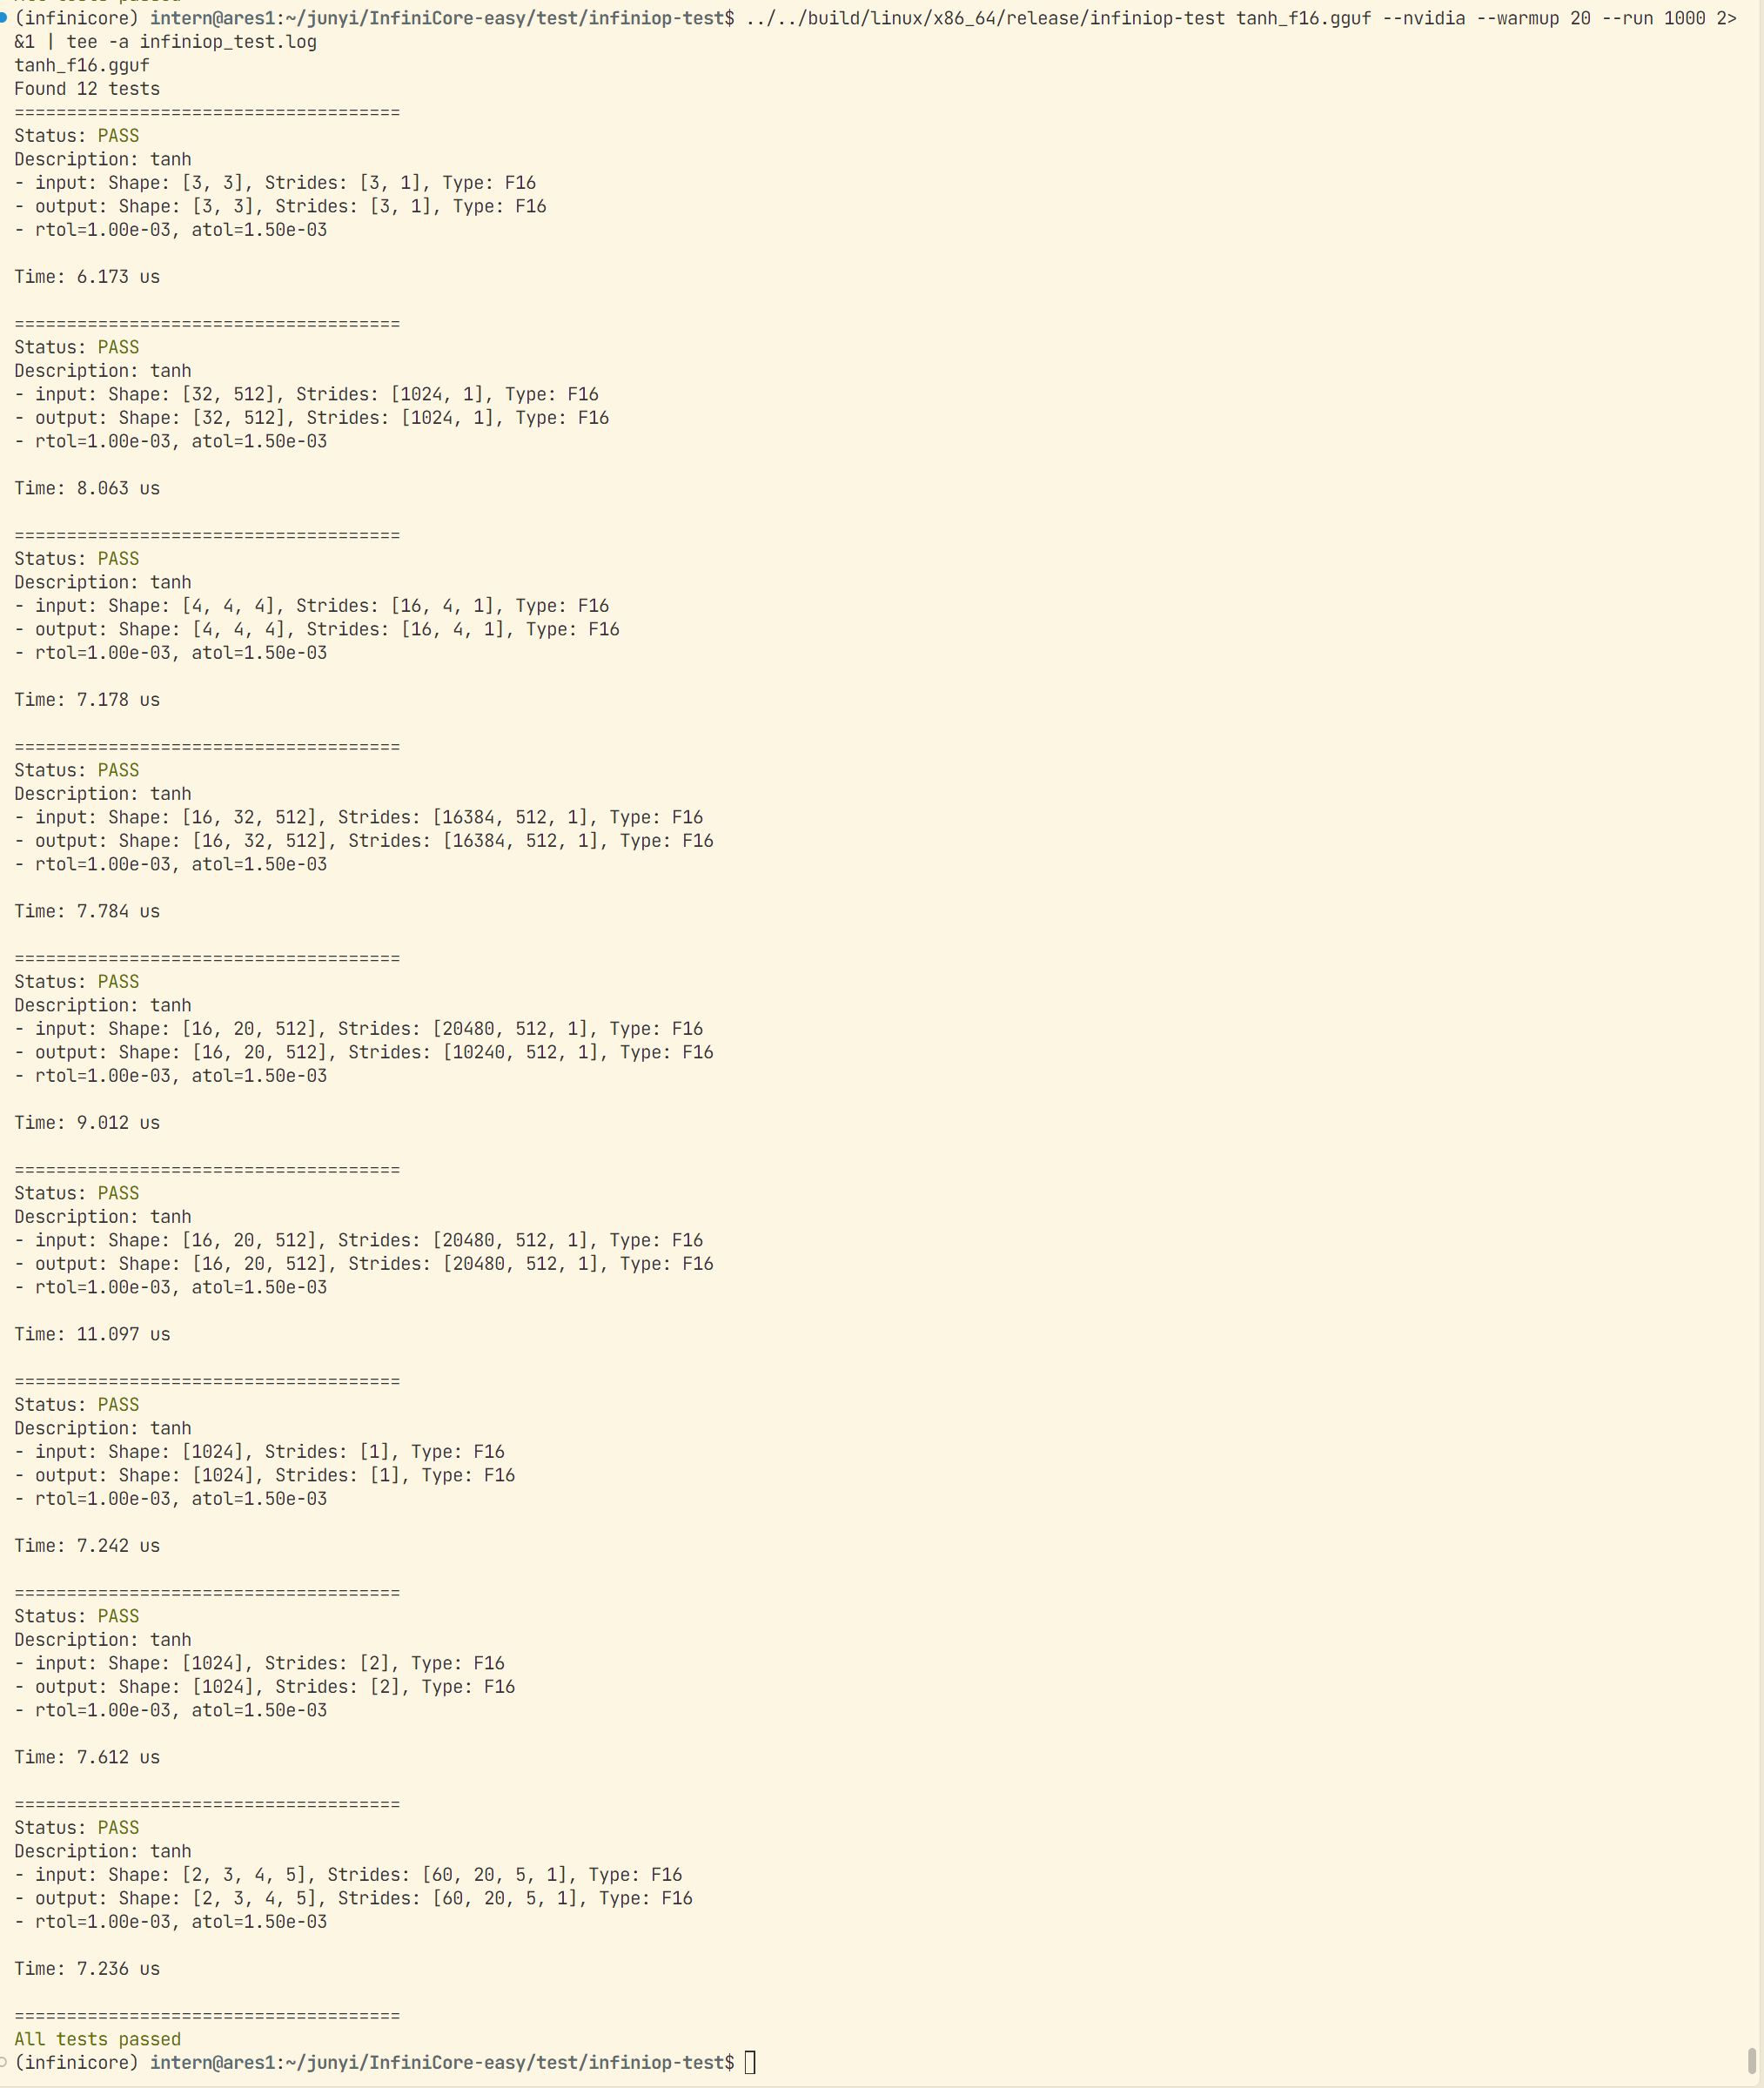 (infinicore) intern@ares1:~/junyi/InfiniCore-easy/test/infiniop-test$ ../../build/linux/x86_64/release/infiniop-test tanh_f16.gguf --nvidia --warmup 20 --run 1000 2>
&1 | tee -a infiniop_test.log
tanh_f16.gguf
Found 12 tests
=====================================
Status: PASS
Description: tanh
- input: Shape: [3, 3], Strides: [3, 1], Type: F16
- output: Shape: [3, 3], Strides: [3, 1], Type: F16
- rtol=1.00e-03, atol=1.50e-03
Time: 6.173 us
=====================================
Status: PASS
Description: tanh
- input: Shape: [32, 512], Strides: [1024, 1], Type: F16
- output: Shape: [32, 512], Strides: [1024, 1], Type: F16
- rtol=1.00e-03, atol=1.50e-03
Time: 8.063 us
=====================================
Status: PASS
Description: tanh
- input: Shape: [4, 4, 4], Strides: [16, 4, 1], Type: F16
- output: Shape: [4, 4, 4], Strides: [16, 4, 1], Type: F16
- rtol=1.00e-03, atol=1.50e-03
Time: 7.178 us
=====================================
Status: PASS
Description: tanh
- input: Shape: [16, 32, 512], Strides: [16384, 512, 1], Type: F16
- output: Shape: [16, 32, 512], Strides: [16384, 512, 1], Type: F16
- rtol=1.00e-03, atol=1.50e-03
Time: 7.784 us
=====================================
Status: PASS
Description: tanh
- input: Shape: [16, 20, 512], Strides: [20480, 512, 1], Type: F16
- output: Shape: [16, 20, 512], Strides: [10240, 512, 1], Type: F16
- rtol=1.00e-03, atol=1.50e-03
Time: 9.012 us
=====================================
Status: PASS
Description: tanh
- input: Shape: [16, 20, 512], Strides: [20480, 512, 1], Type: F16
- output: Shape: [16, 20, 512], Strides: [20480, 512, 1], Type: F16
- rtol=1.00e-03, atol=1.50e-03
Time: 11.097 us
=====================================
Status: PASS
Description: tanh
- input: Shape: [1024], Strides: [1], Type: F16
- output: Shape: [1024], Strides: [1], Type: F16
- rtol=1.00e-03, atol=1.50e-03
Time: 7.242 us
=====================================
Status: PASS
Description: tanh
- input: Shape: [1024], Strides: [2], Type: F16
- output: Shape: [1024], Strides: [2], Type: F16
- rtol=1.00e-03, atol=1.50e-03
Time: 7.612 us
=====================================
Status: PASS
Description: tanh
- input: Shape: [2, 3, 4, 5], Strides: [60, 20, 5, 1], Type: F16
- output: Shape: [2, 3, 4, 5], Strides: [60, 20, 5, 1], Type: F16
- rtol=1.00e-03, atol=1.50e-03
Time: 7.236 us
=====================================
All tests passed
(infinicore) intern@ares1:~/junyi/InfiniCore-easy/test/infiniop-test$